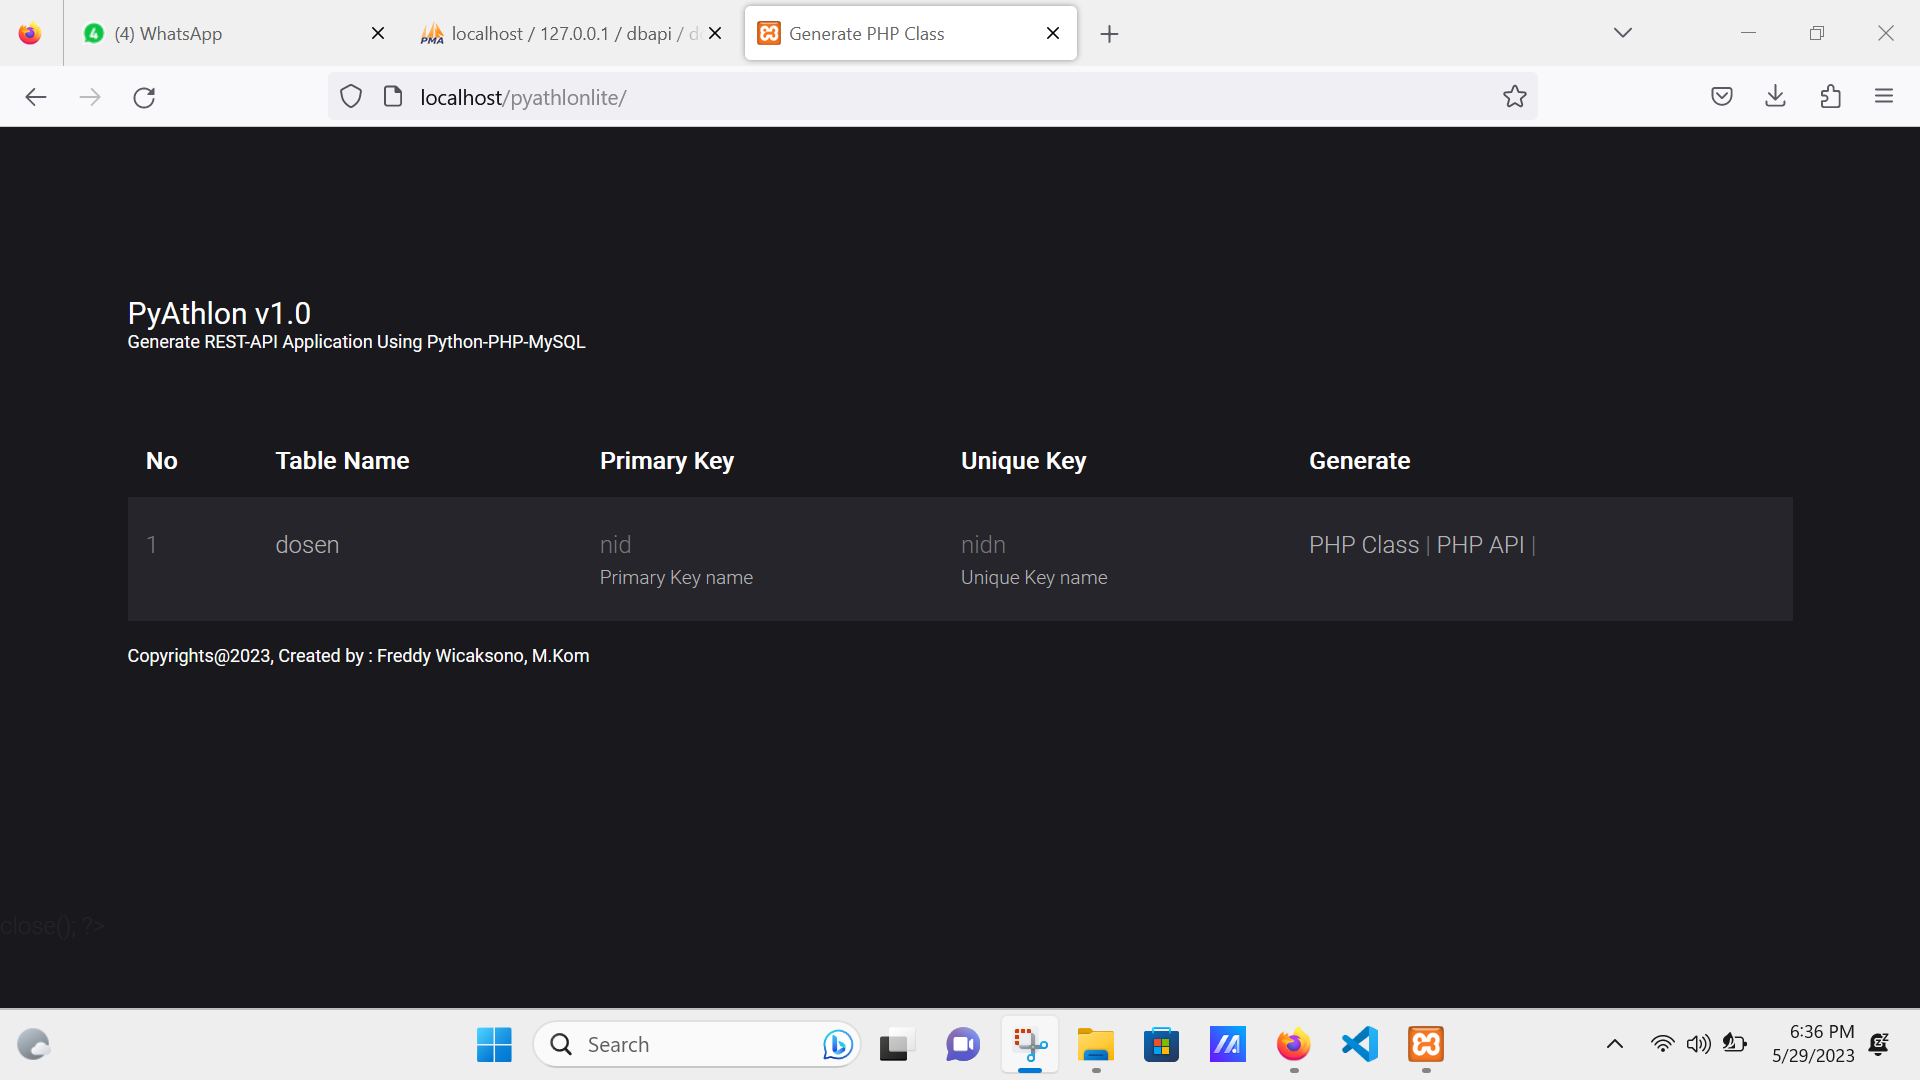 (4) WhatsApp
localhost / 127.0.0.1 / dbapi / d
Generate PHP Class
localhost/pyathlonlite/
PyAthlon v1.0
Generate REST-API Application Using Python-PHP-MySQL
No Table Name Primary Key Unique Key Generate
1 dosen nid nidn PHP Class | PHP API |
Primary Key name Unique Key name
Copyrights@2023, Created by : Freddy Wicaksono, M.Kom
close(); ?>
Search
6:36 PM
5/29/2023